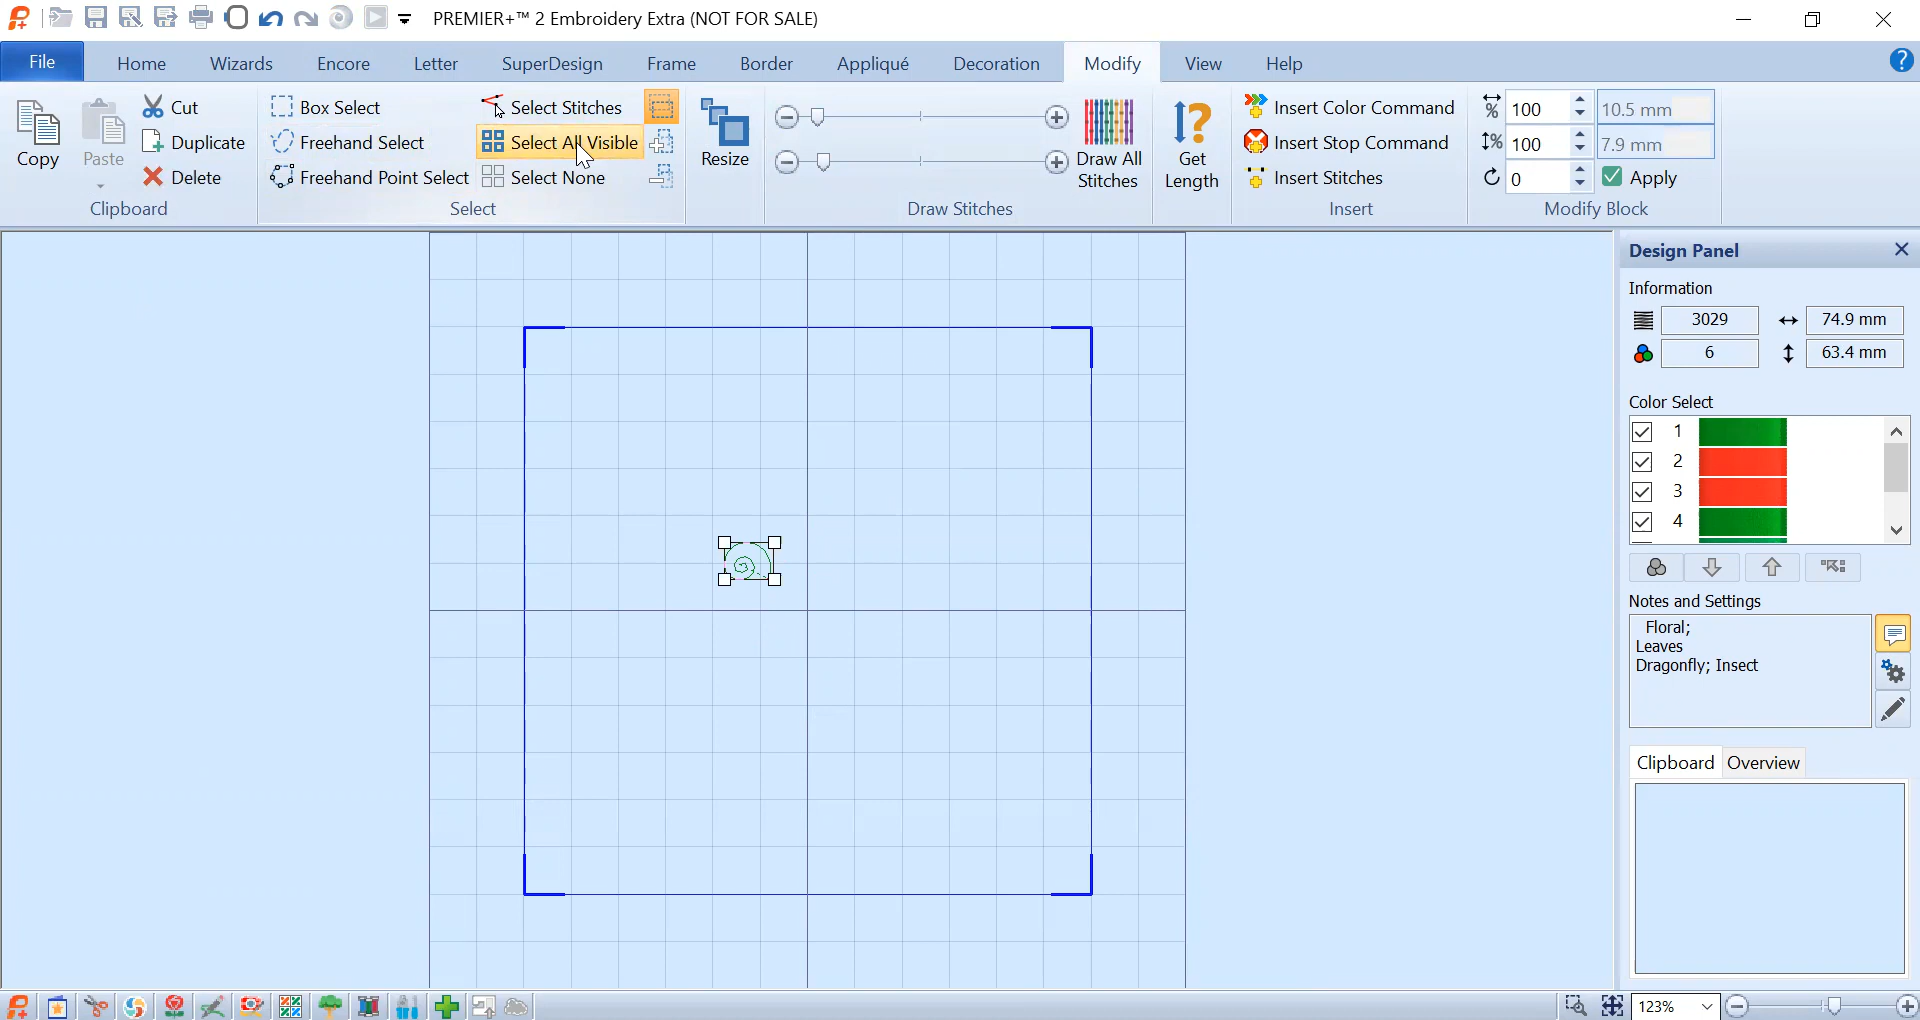 PREMIER+™ 2 Embroidery Extra (NOT FOR SALE)
File Home Wizards Encore Letter SuperDesign Frame Border Appliqué Decoration Modify View Help ?
Copy
Paste
Cut
Duplicate
Delete
Clipboard
Box Select
Freehand Select
Freehand Point Select
Select Stitches
Select All Visible
Select None
Select
Resize
Draw All
Stitches
Draw Stitches
Get
Length
Insert Color Command
Insert Stop Command
Insert Stitches
Insert
% 100 10.5 mm
% 100 7.9 mm
0 Apply
Modify Block
Design Panel
Information
3029 74.9 mm
6 63.4 mm
Color Select
1
2
3
4
Notes and Settings
Floral;
Leaves
Dragonfly; Insect
Clipboard Overview
123%